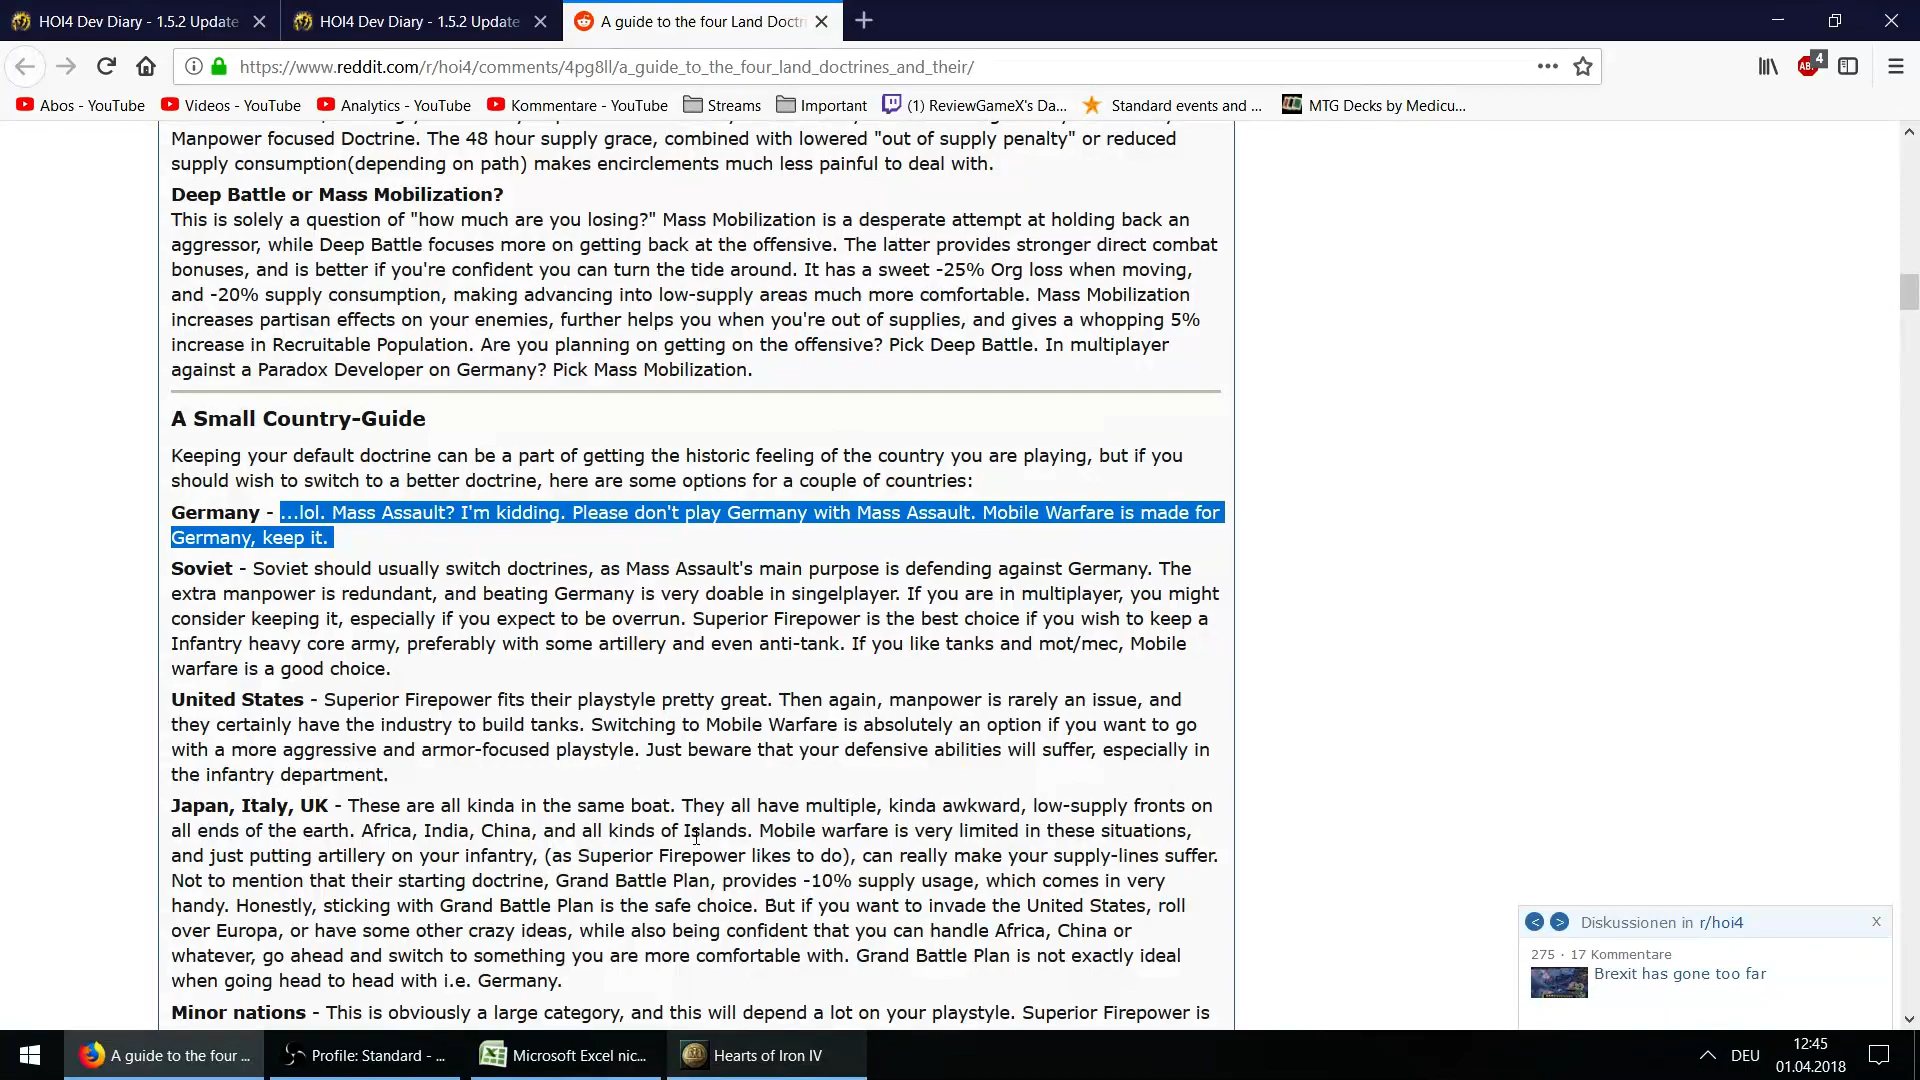 HOI4 Dev Diary - 1.5.2 Update
HOI4 Dev Diary - 1.5.2 Update
A guide to the four Land Doctr
https://www.reddit.com/r/hoi4/comments/4pg8ll/a_guide_to_the_four_land_doctrines_and_their/
4
Abos - YouTube
Videos - YouTube
Analytics - YouTube
Kommentare - YouTube
Streams
Important
(1) ReviewGameX's Da...
Standard events and ...
MTG Decks by Medicu...
Manpower focused Doctrine. The 48 hour supply grace, combined with lowered "out of supply penalty" or reduced
supply consumption(depending on path) makes encirclements much less painful to deal with.
Deep Battle or Mass Mobilization?
This is solely a question of "how much are you losing?" Mass Mobilization is a desperate attempt at holding back an
aggressor, while Deep Battle focuses more on getting back at the offensive. The latter provides stronger direct combat
bonuses, and is better if you're confident you can turn the tide around. It has a sweet -25% Org loss when moving,
and -20% supply consumption, making advancing into low-supply areas much more comfortable. Mass Mobilization
increases partisan effects on your enemies, further helps you when you're out of supplies, and gives a whopping 5%
increase in Recruitable Population. Are you planning on getting on the offensive? Pick Deep Battle. In multiplayer
against a Paradox Developer on Germany? Pick Mass Mobilization.
A Small Country-Guide
Keeping your default doctrine can be a part of getting the historic feeling of the country you are playing, but if you
should wish to switch to a better doctrine, here are some options for a couple of countries:
Germany - ...lol. Mass Assault? I'm kidding. Please don't play Germany with Mass Assault. Mobile Warfare is made for
Germany, keep it.
Soviet - Soviet should usually switch doctrines, as Mass Assault's main purpose is defending against Germany. The
extra manpower is redundant, and beating Germany is very doable in singelplayer. If you are in multiplayer, you might
consider keeping it, especially if you expect to be overrun. Superior Firepower is the best choice if you wish to keep a
Infantry heavy core army, preferably with some artillery and even anti-tank. If you like tanks and mot/mec, Mobile
warfare is a good choice.
United States - Superior Firepower fits their playstyle pretty great. Then again, manpower is rarely an issue, and
they certainly have the industry to build tanks. Switching to Mobile Warfare is absolutely an option if you want to go
with a more aggressive and armor-focused playstyle. Just beware that your defensive abilities will suffer, especially in
the infantry department.
Japan, Italy, UK - These are all kinda in the same boat. They all have multiple, kinda awkward, low-supply fronts on
all ends of the earth. Africa, India, China, and all kinds of Islands. Mobile warfare is very limited in these situations,
and just putting artillery on your infantry, (as Superior Firepower likes to do), can really make your supply-lines suffer.
Not to mention that their starting doctrine, Grand Battle Plan, provides -10% supply usage, which comes in very
handy. Honestly, sticking with Grand Battle Plan is the safe choice. But if you want to invade the United States, roll
over Europa, or have some other crazy ideas, while also being confident that you can handle Africa, China or
whatever, go ahead and switch to something you are more comfortable with. Grand Battle Plan is not exactly ideal
when going head to head with i.e. Germany.
Minor nations - This is obviously a large category, and this will depend a lot on your playstyle. Superior Firepower is
Diskussionen in r/hoi4
X
275 · 17 Kommentare
Brexit has gone too far
A guide to the four ...
Profile: Standard - ...
Microsoft Excel nic...
Hearts of Iron IV
DEU
12:45
01.04.2018